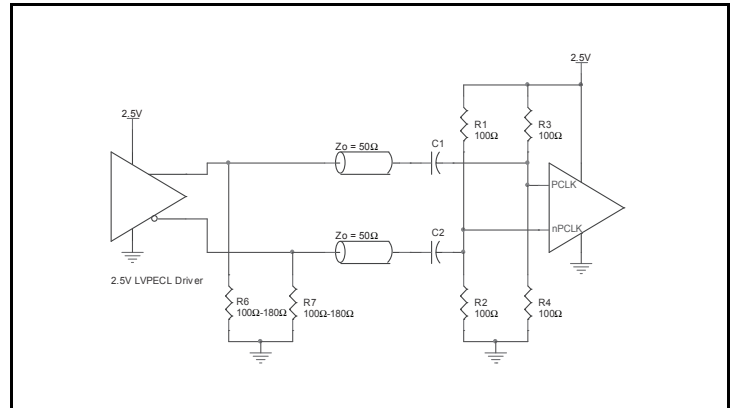 2.5V
2.5V
R1
100Ω
R3
100Ω
Zo = 50Ω
C1
PCLK
nPCLK
Zo = 50Ω
C2
2.5V LVPECL Driver
R6
100Ω-180Ω
R7
100Ω-180Ω
R2
100Ω
R4
100Ω